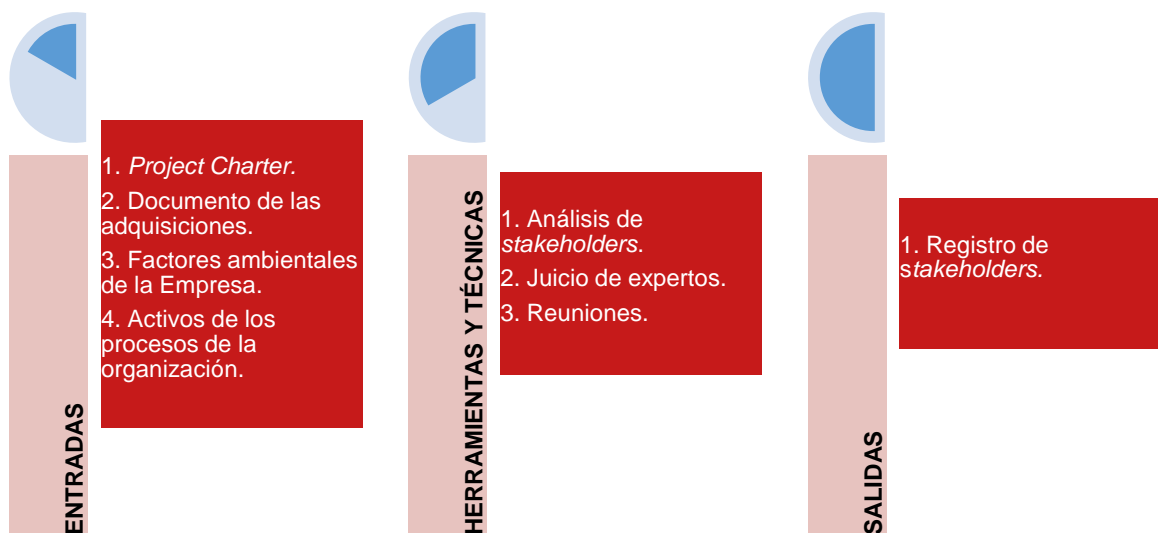 ENTRADAS
1. Project Charter.
2. Documento de las
adquisiciones.
3. Factores ambientales
de la Empresa.
4. Activos de los
procesos de la
organización.
HERRAMIENTAS Y TÉCNICAS
1. Análisis de
stakeholders.
2. Juicio de expertos.
3. Reuniones.
SALIDAS
1. Registro de
stakeholders.